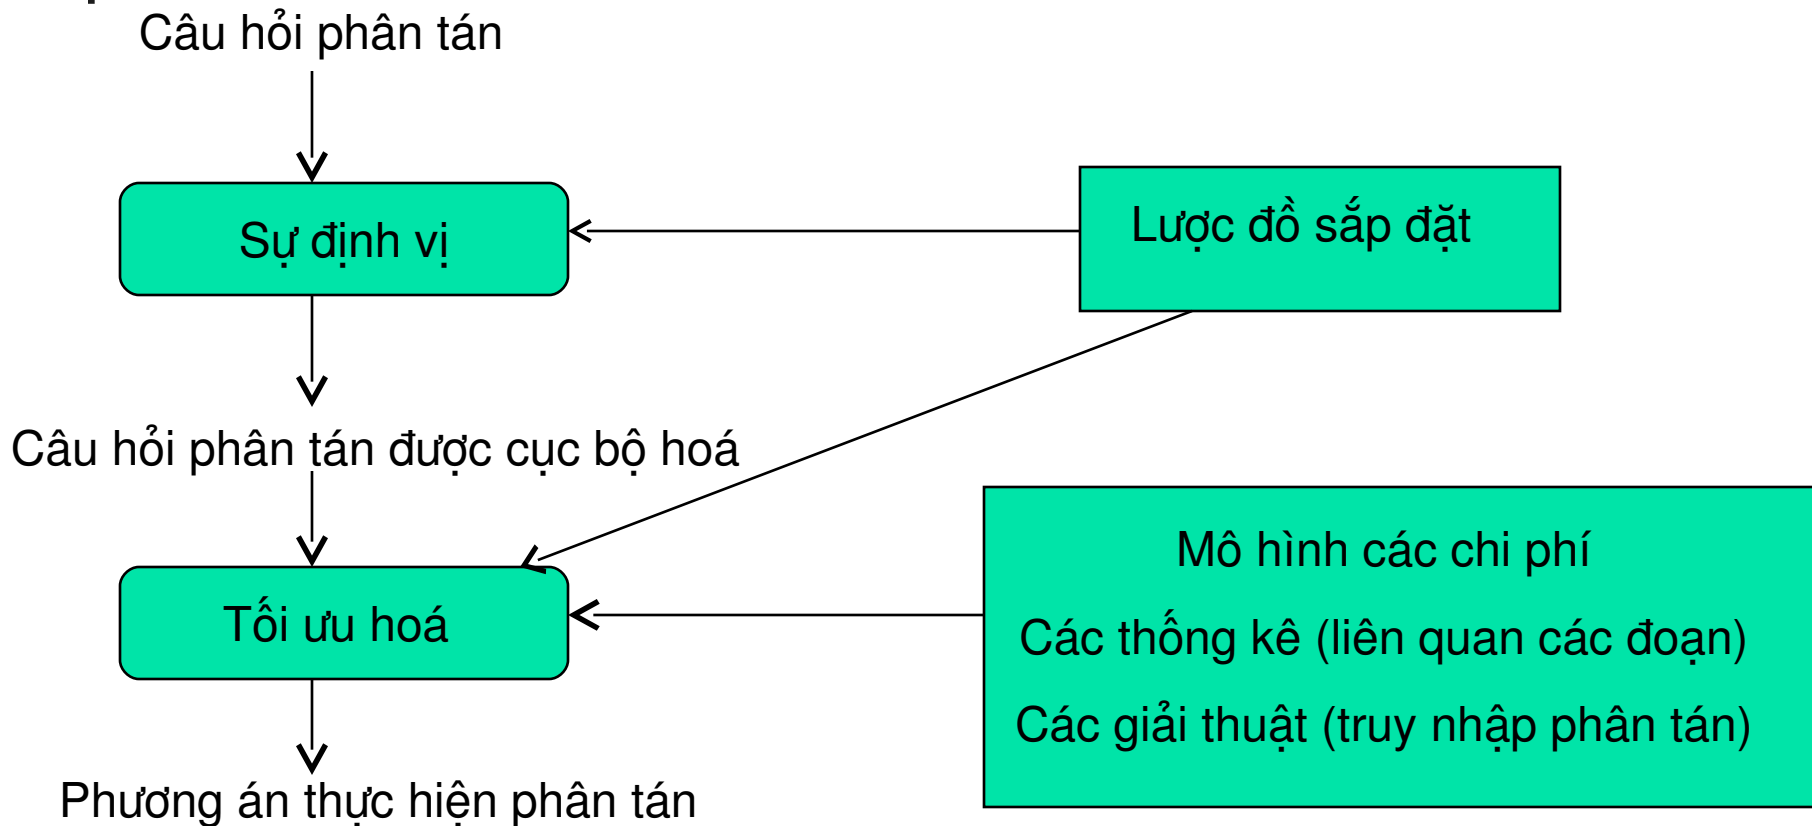 Câu hỏi phân tán
Sự định vị
Lược đồ sắp đặt
Câu hỏi phân tán được cục bộ hoá
Tối ưu hoá
Mô hình các chi phí
Các thống kê (liên quan các đoạn)
Các giải thuật (truy nhập phân tán)
Phương án thực hiện phân tán